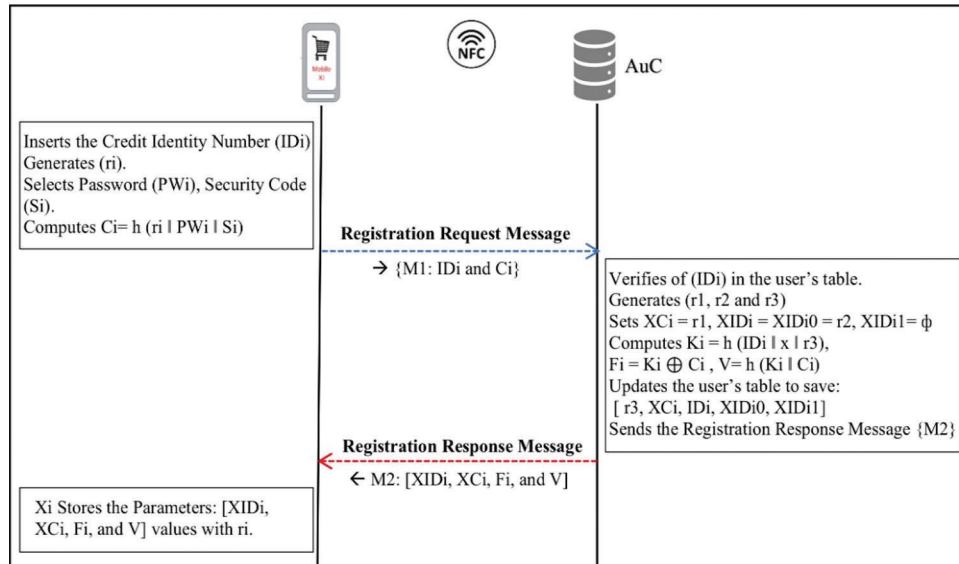 Mobile
Xi
NFC
AuC
Inserts the Credit Identity Number (IDi)
Generates (ri).
Selects Password (PWi), Security Code
(Si).
Computes Ci= h (ri ‖ PWi ‖ Si)
Registration Request Message
→ {M1: IDi and Ci}
Verifies of (IDi) in the user’s table.
Generates (r1, r2 and r3)
Sets XCi = r1, XIDi = XIDi0 = r2, XIDi1= ф
Computes Ki = h (IDi ‖ x ‖ r3),
Fi = Ki ⊕ Ci , V= h (Ki ‖ Ci)
Updates the user’s table to save:
[ r3, XCi, IDi, XIDi0, XIDi1]
Sends the Registration Response Message {M2}
Registration Response Message
← M2: [XIDi, XCi, Fi, and V]
Xi Stores the Parameters: [XIDi,
XCi, Fi, and V] values with ri.